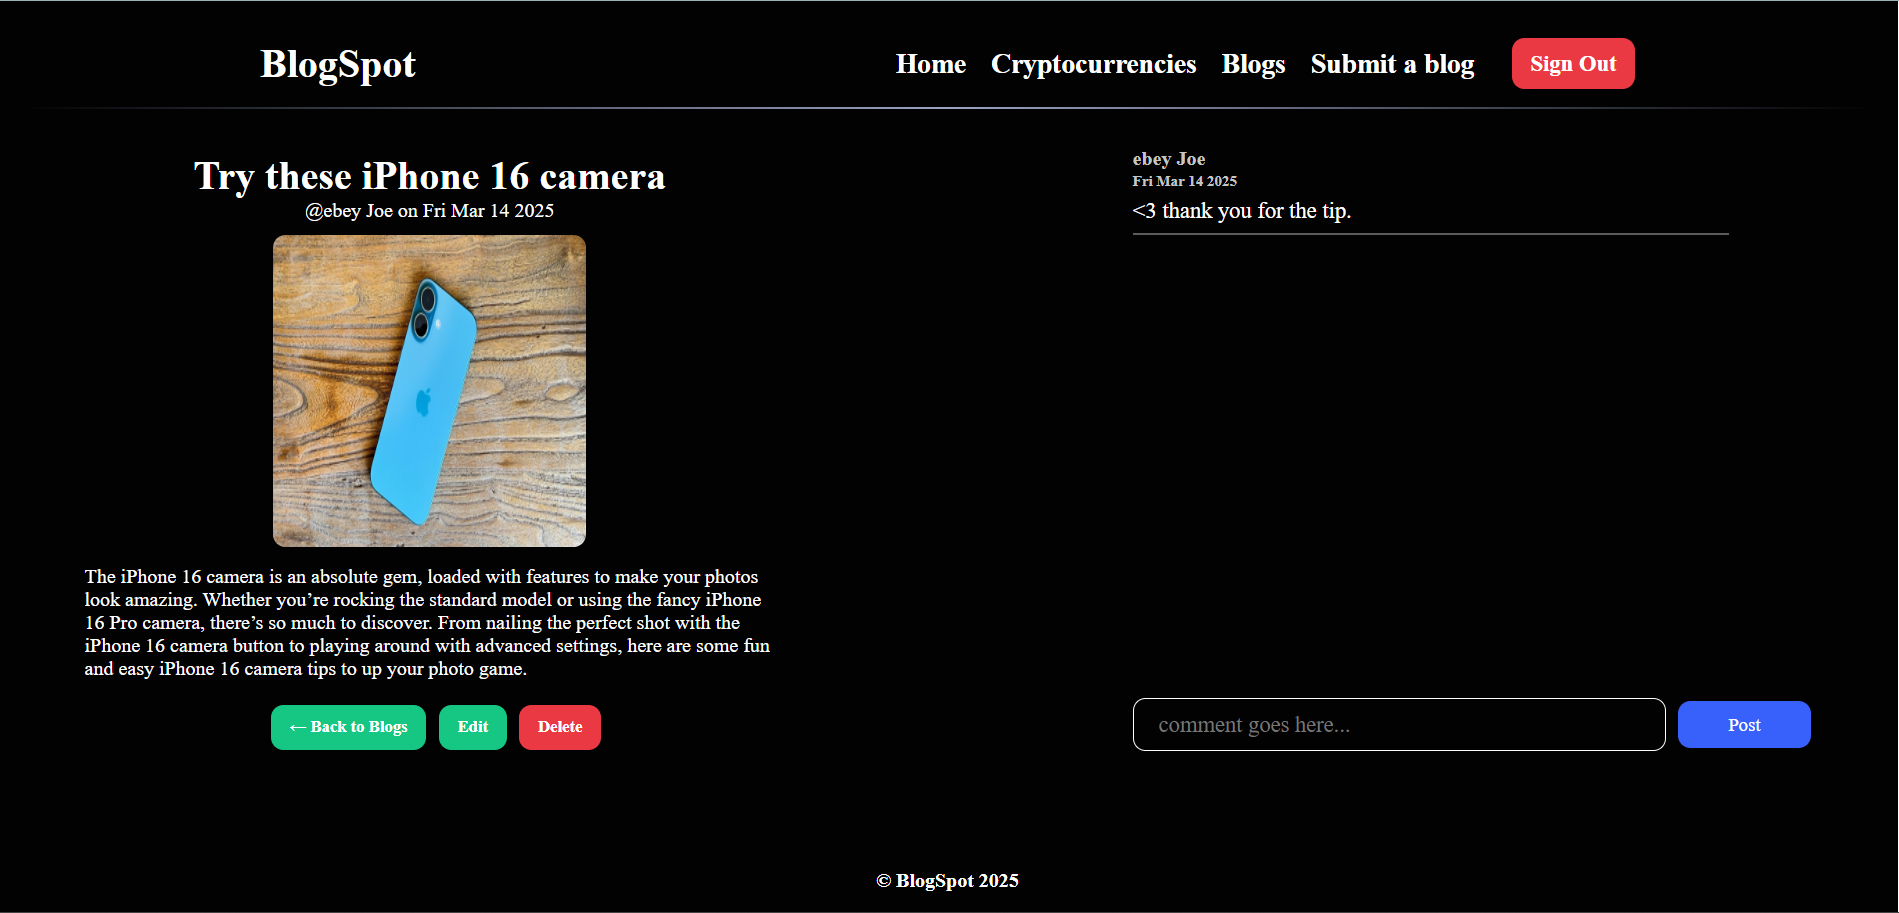 BlogSpot
Home
Cryptocurrencies
Blogs
Submit a blog
Sign Out
Try these iPhone 16 camera
@ebey Joe on Fri Mar 14 2025
The iPhone 16 camera is an absolute gem, loaded with features to make your photos
look amazing. Whether you’re rocking the standard model or using the fancy iPhone
16 Pro camera, there’s so much to discover. From nailing the perfect shot with the
iPhone 16 camera button to playing around with advanced settings, here are some fun
and easy iPhone 16 camera tips to up your photo game.
← Back to Blogs
Edit
Delete
ebey Joe
Fri Mar 14 2025
<3 thank you for the tip.
comment goes here...
Post
© BlogSpot 2025